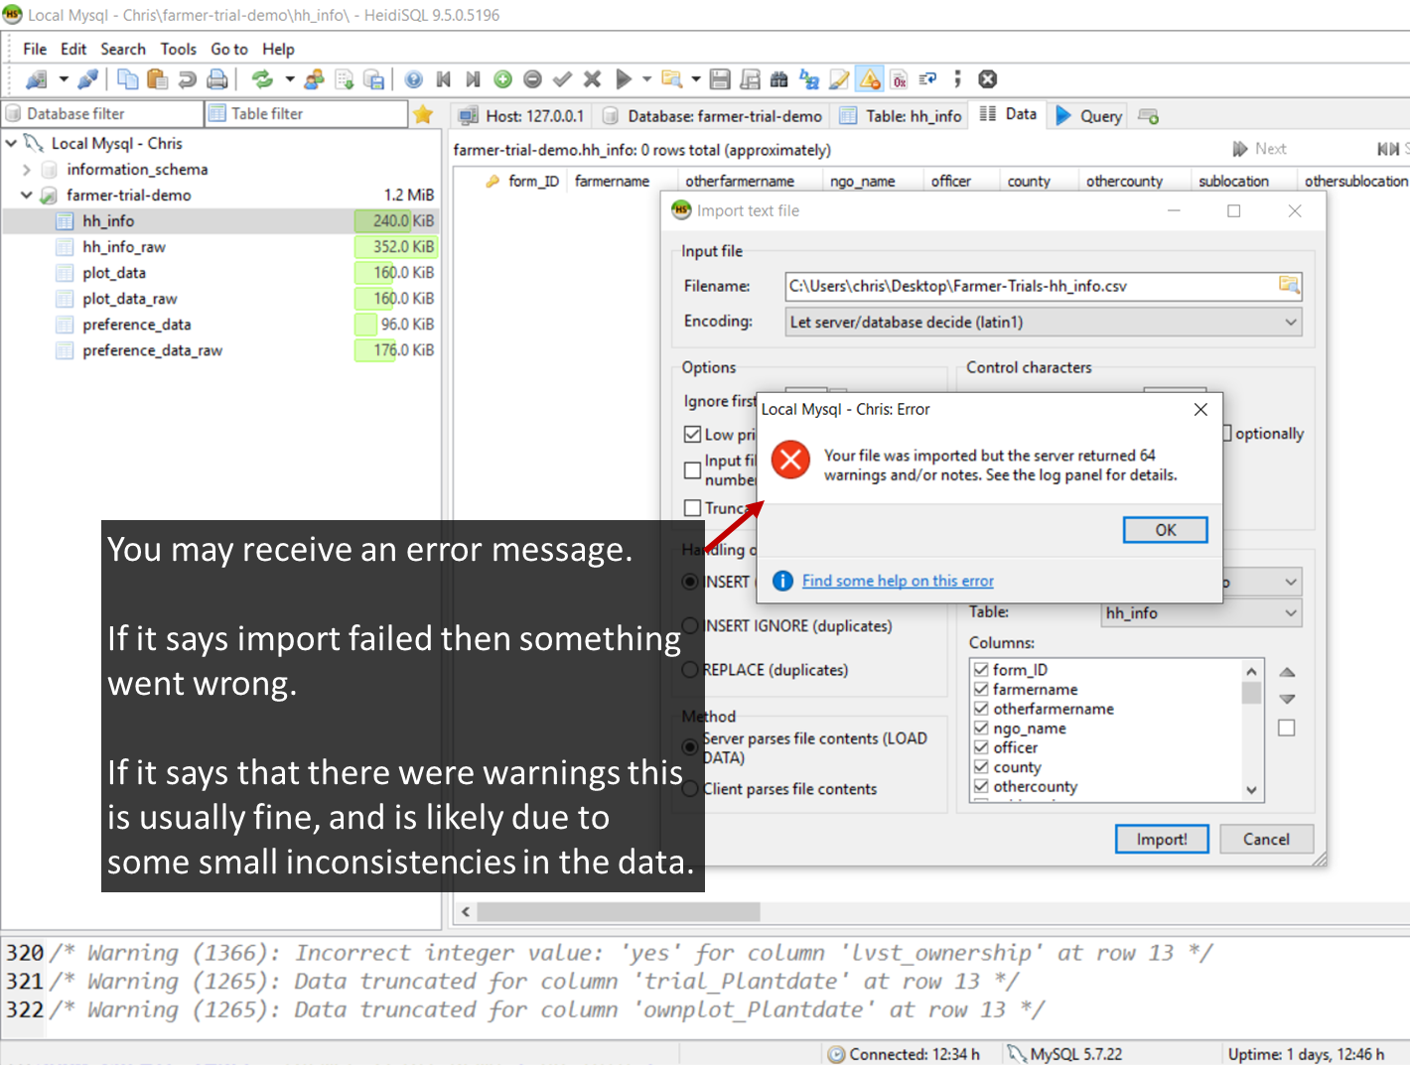 Local Mysql - Chris\farmer-trial-demo\hh_info\ - HeidiSQL 9.5.0.5196
File Edit Search Tools Go to Help
Database filter
Table filter
Host: 127.0.0.1
Database: farmer-trial-demo
Table: hh_info
Data
Query
Local Mysql - Chris
information_schema
farmer-trial-demo 1.2 MiB
hh_info 240.0 KiB
hh_info_raw 352.0 KiB
plot_data 160.0 KiB
plot_data_raw 160.0 KiB
preference_data 96.0 KiB
preference_data_raw 176.0 KiB
farmer-trial-demo.hh_info: 0 rows total (approximately)
Next
form_ID farmername otherfarmername ngo_name officer county othercounty sublocation othersublocation
Import text file
Input file
Filename: C:\Users\chris\Desktop\Farmer-Trials-hh_info.csv
Encoding: Let server/database decide (latin1)
Options
Control characters
Ignore first
Low pri
optionally
Input fi
numbe
Trunca
Handling o
INSERT (
INSERT IGNORE (duplicates)
REPLACE (duplicates)
Method
Server parses file contents (LOAD
DATA)
Client parses file contents
Local Mysql - Chris: Error
Your file was imported but the server returned 64
warnings and/or notes. See the log panel for details.
OK
Find some help on this error
Table: hh_info
Columns:
form_ID
farmername
otherfarmername
ngo_name
officer
county
othercounty
Import! Cancel
You may receive an error message.
If it says import failed then something
went wrong.
If it says that there were warnings this
is usually fine, and is likely due to
some small inconsistencies in the data.
320 /* Warning (1366): Incorrect integer value: 'yes' for column 'lvst_ownership' at row 13 */
321 /* Warning (1265): Data truncated for column 'trial_Plantdate' at row 13 */
322 /* Warning (1265): Data truncated for column 'ownplot_Plantdate' at row 13 */
Connected: 12:34 h
MySQL 5.7.22
Uptime: 1 days, 12:46 h